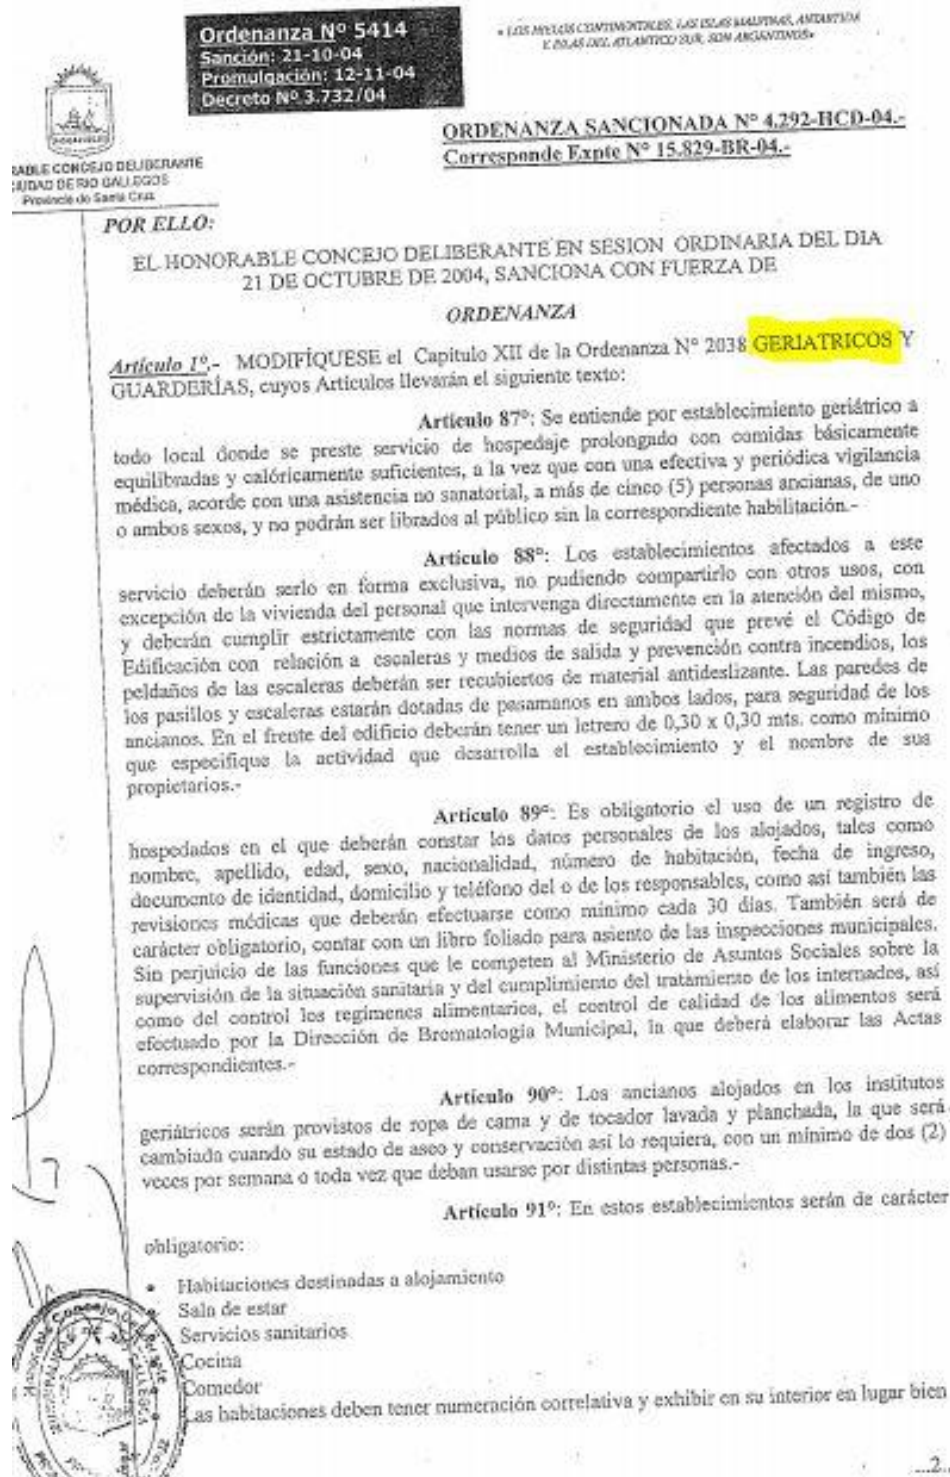 Ordenanza Nº 5414
Sanción: 21-10-04
Promulgación: 12-11-04
Decreto Nº 3.732/04
« LOS HIELOS CONTINENTALES, LAS ISLAS MALVINAS, ANTARTIDA
Y ISLAS DEL ATLANTICO SUR, SON ARGENTINOS»
ORDENANZA SANCIONADA Nº 4.292-HCD-04.-
Corresponde Expte Nº 15.829-BR-04.-
RABLE CONCEJO DELIBERANTE
IUDAD DE RIO GALLEGOS
Provincia de Santa Cruz
POR ELLO:
EL HONORABLE CONCEJO DELIBERANTE EN SESION ORDINARIA DEL DIA
21 DE OCTUBRE DE 2004, SANCIONA CON FUERZA DE
ORDENANZA
Artículo 1º.- MODIFÍQUESE el Capitulo XII de la Ordenanza Nº 2038 GERIATRICOS Y
GUARDERÍAS, cuyos Artículos llevarán el siguiente texto:
Artículo 87º: Se entiende por establecimiento geriátrico a
todo local donde se preste servicio de hospedaje prolongado con comidas básicamente
equilibradas y calóricamente suficientes, a la vez que con una efectiva y periódica vigilancia
médica, acorde con una asistencia no sanatorial, a más de cinco (5) personas ancianas, de uno
o ambos sexos, y no podrán ser librados al público sin la correspondiente habilitación.-
Artículo 88º: Los establecimientos afectados a este
servicio deberán serlo en forma exclusiva, no pudiendo compartirlo con otros usos, con
excepción de la vivienda del personal que intervenga directamente en la atención del mismo,
y deberán cumplir estrictamente con las normas de seguridad que prevé el Código de
Edificación con relación a escaleras y medios de salida y prevención contra incendios, los
peldaños de las escaleras deberán ser recubiertos de material antideslizante. Las paredes de
los pasillos y escaleras estarán dotadas de pasamanos en ambos lados, para seguridad de los
ancianos. En el frente del edificio deberán tener un letrero de 0,30 x 0,30 mts. como mínimo
que especifique la actividad que desarrolla el establecimiento y el nombre de sus
propietarios.-
Artículo 89º: Es obligatorio el uso de un registro de
hospedados en el que deberán constar los datos personales de los alojados, tales como
nombre, apellido, edad, sexo, nacionalidad, número de habitación, fecha de ingreso,
documento de identidad, domicilio y teléfono del o de los responsables, como así también las
revisiones médicas que deberán efectuarse como mínimo cada 30 días. También será de
carácter obligatorio, contar con un libro foliado para asiento de las inspecciones municipales.
Sin perjuicio de las funciones que le competen al Ministerio de Asuntos Sociales sobre la
supervisión de la situación sanitaria y del cumplimiento del tratamiento de los internados, así
como del control los regímenes alimentarios, el control de calidad de los alimentos será
efectuado por la Dirección de Bromatología Municipal, la que deberá elaborar las Actas
correspondientes.-
Artículo 90º: Los ancianos alojados en los institutos
geriátricos serán provistos de ropa de cama y de tocador lavada y planchada, la que será
cambiada cuando su estado de aseo y conservación así lo requiera, con un mínimo de dos (2)
veces por semana o toda vez que deban usarse por distintas personas.-
Artículo 91º: En estos establecimientos serán de carácter
obligatorio:
• Habitaciones destinadas a alojamiento
Sala de estar
Servicios sanitarios
Cocina
Comedor
Las habitaciones deben tener numeración correlativa y exhibir en su interior en lugar bien
...2